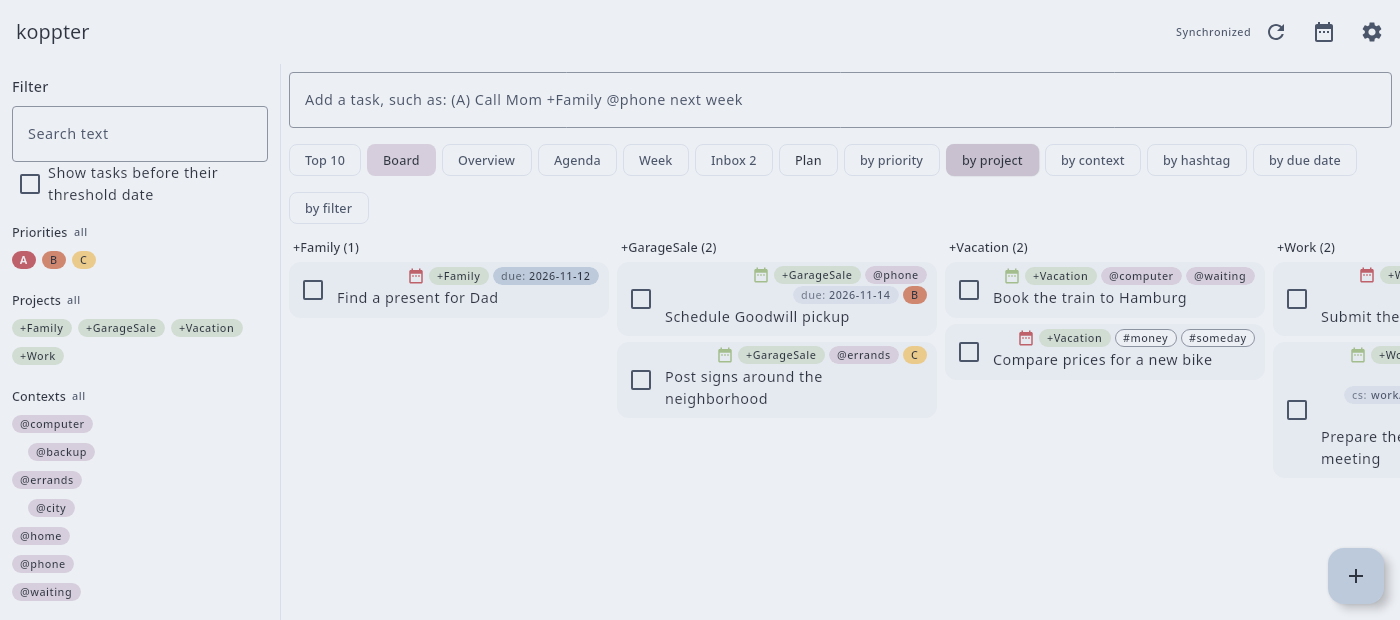 koppter
Synchronized
Filter
Search text
Show tasks before their
threshold date
Priorities all
A B C
Projects all
+Family +GarageSale +Vacation
+Work
Contexts all
@computer
@backup
@errands
@city
@home
@phone
@waiting
Add a task, such as: (A) Call Mom +Family @phone next week
Top 10 Board Overview Agenda Week Inbox 2 Plan by priority by project by context by hashtag by due date
by filter
+Family (1)
+Family due: 2026-11-12
Find a present for Dad
+GarageSale (2)
+GarageSale @phone
due: 2026-11-14 B
Schedule Goodwill pickup
+GarageSale @errands C
Post signs around the
neighborhood
+Vacation (2)
+Vacation @computer @waiting
Book the train to Hamburg
+Vacation #money #someday
Compare prices for a new bike
+Work (2)
Submit the
cs: work
Prepare the
meeting